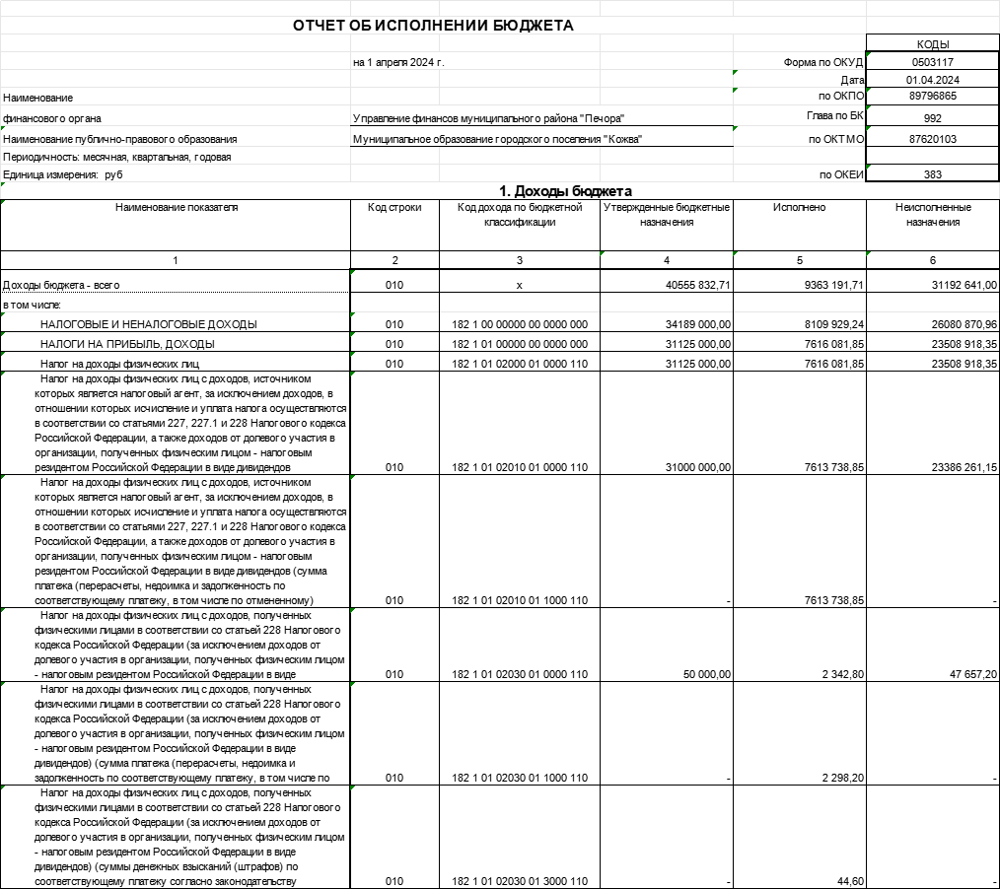 ОТЧЕТ ОБ ИСПОЛНЕНИИ БЮДЖЕТА
КОДЫ
на 1 апреля 2024 г. Форма по ОКУД 0503117
Дата 01.04.2024
Наименование по ОКПО 89796865
финансового органа Управление финансов муниципального района "Печора" Глава по БК 992
Наименование публично-правового образования Муниципальное образование городского поселения "Кожва" по ОКТМО 87620103
Периодичность: месячная, квартальная, годовая
Единица измерения: руб по ОКЕИ 383
1. Доходы бюджета
Наименование показателя Код строки Код дохода по бюджетной Утвержденные бюджетные Исполнено Неисполненные
классификации назначения назначения
1 2 3 4 5 6
Доходы бюджета - всего 010 x 40555 832,71 9363 191,71 31192 641,00
в том числе:
НАЛОГОВЫЕ И НЕНАЛОГОВЫЕ ДОХОДЫ 010 182 1 00 00000 00 0000 000 34189 000,00 8109 929,24 26080 870,96
НАЛОГИ НА ПРИБЫЛЬ, ДОХОДЫ 010 182 1 01 00000 00 0000 000 31125 000,00 7616 081,85 23508 918,35
Налог на доходы физических лиц 010 182 1 01 02000 01 0000 110 31125 000,00 7616 081,85 23508 918,35
Налог на доходы физических лиц с доходов, источником
которых является налоговый агент, за исключением доходов, в
отношении которых исчисление и уплата налога осуществляются
в соответствии со статьями 227, 227.1 и 228 Налогового кодекса
Российской Федерации, а также доходов от долевого участия в
организации, полученных физическим лицом - налоговым
резидентом Российской Федерации в виде дивидендов 010 182 1 01 02010 01 0000 110 31000 000,00 7613 738,85 23386 261,15
Налог на доходы физических лиц с доходов, источником
которых является налоговый агент, за исключением доходов, в
отношении которых исчисление и уплата налога осуществляются
в соответствии со статьями 227, 227.1 и 228 Налогового кодекса
Российской Федерации, а также доходов от долевого участия в
организации, полученных физическим лицом - налоговым
резидентом Российской Федерации в виде дивидендов (сумма
платежа (перерасчеты, недоимка и задолженность по
соответствующему платежу, в том числе по отмененному) 010 182 1 01 02010 01 1000 110 - 7613 738,85 -
Налог на доходы физических лиц с доходов, полученных
физическими лицами в соответствии со статьей 228 Налогового
кодекса Российской Федерации (за исключением доходов от
долевого участия в организации, полученных физическим лицом
- налоговым резидентом Российской Федерации в виде 010 182 1 01 02030 01 0000 110 50 000,00 2 342,80 47 657,20
Налог на доходы физических лиц с доходов, полученных
физическими лицами в соответствии со статьей 228 Налогового
кодекса Российской Федерации (за исключением доходов от
долевого участия в организации, полученных физическим лицом
- налоговым резидентом Российской Федерации в виде
дивидендов) (сумма платежа (перерасчеты, недоимка и
задолженность по соответствующему платежу, в том числе по 010 182 1 01 02030 01 1000 110 - 2 298,20 -
Налог на доходы физических лиц с доходов, полученных
физическими лицами в соответствии со статьей 228 Налогового
кодекса Российской Федерации (за исключением доходов от
долевого участия в организации, полученных физическим лицом
- налоговым резидентом Российской Федерации в виде
дивидендов) (суммы денежных взысканий (штрафов) по
соответствующему платежу согласно законодательству 010 182 1 01 02030 01 3000 110 - 44,60 -